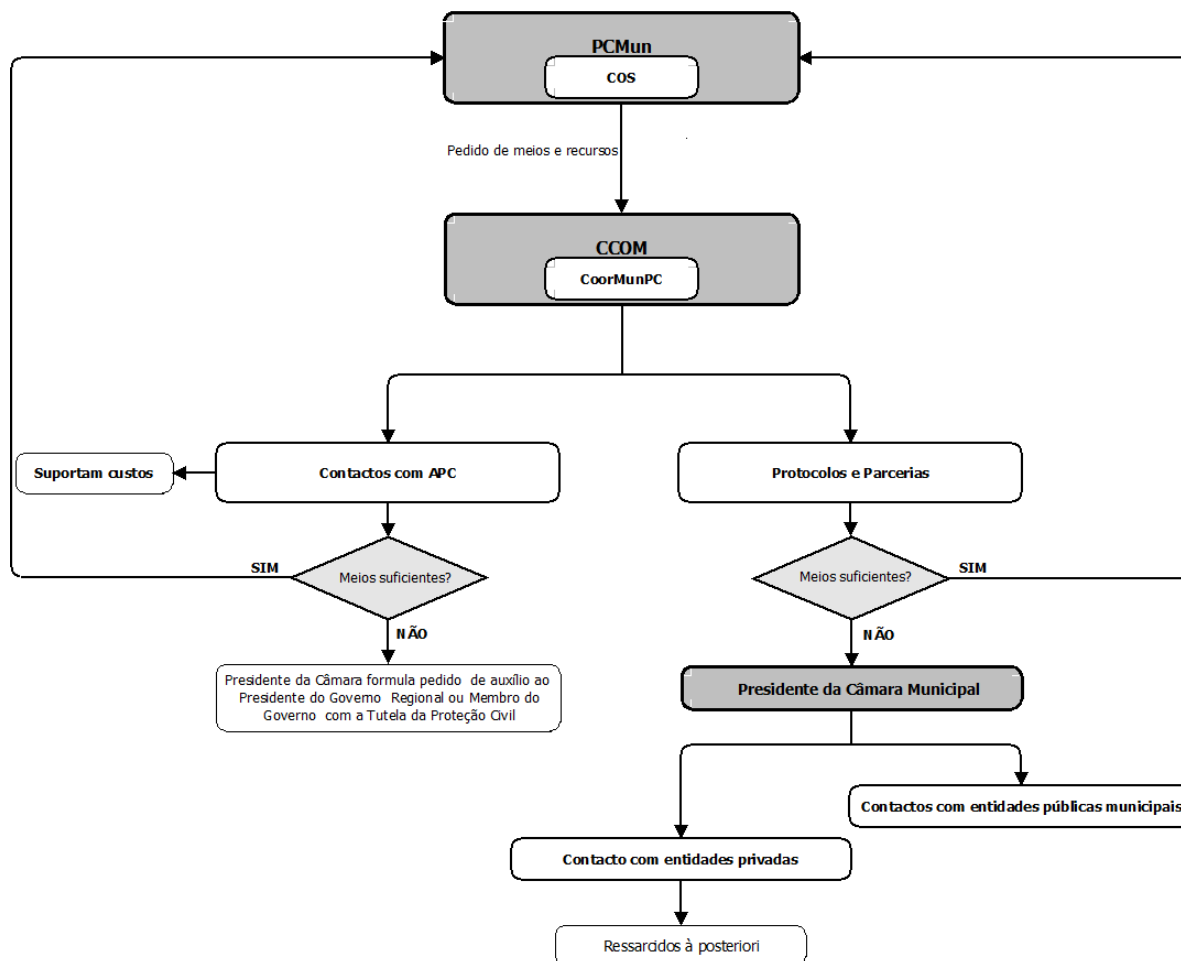 PCMun
COS
Pedido de meios e recursos
CCOM
CoorMunPC
Suportam custos
Contactos com APC
Protocolos e Parcerias
SIM
Meios suficientes?
Meios suficientes?
SIM
NÃO
NÃO
Presidente da Câmara formula pedido de auxílio ao
Presidente do Governo Regional ou Membro do
Governo com a Tutela da Proteção Civil
Presidente da Câmara Municipal
Contactos com entidades públicas municipais
Contacto com entidades privadas
Ressarcidos à posteriori